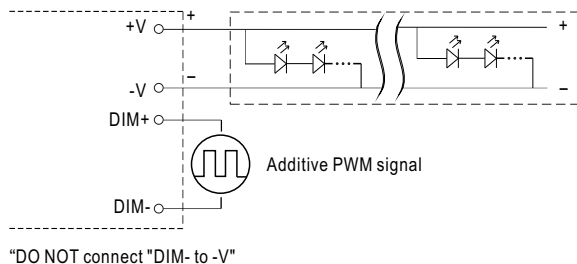 +V
+
+
-V
–
–
DIM+
Additive PWM signal
DIM-
“DO NOT connect "DIM- to -V"